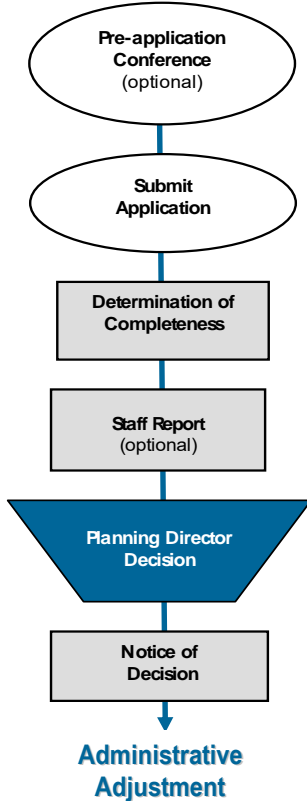 Pre-application
Conference
(optional)
Submit
Application
Determination of
Completeness
Staff Report
(optional)
Planning Director
Decision
Notice of
Decision
Administrative
Adjustment